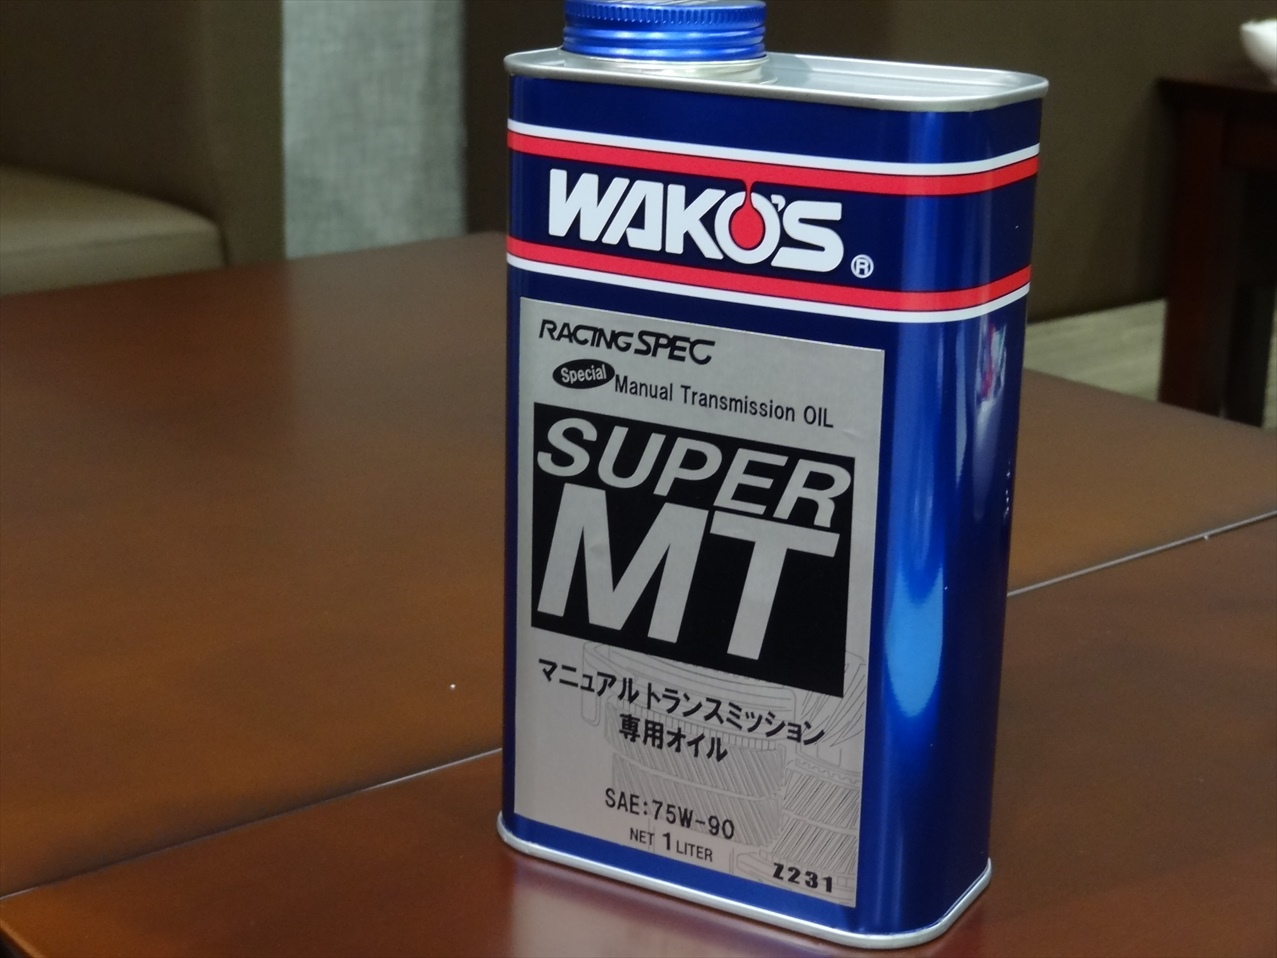 WAKO'S®
RACING SPEC
Special Manual Transmission OIL
SUPER
MT
マニュアルトランスミッション
専用オイル
SAE:75W-90
NET 1 LITER
Z231